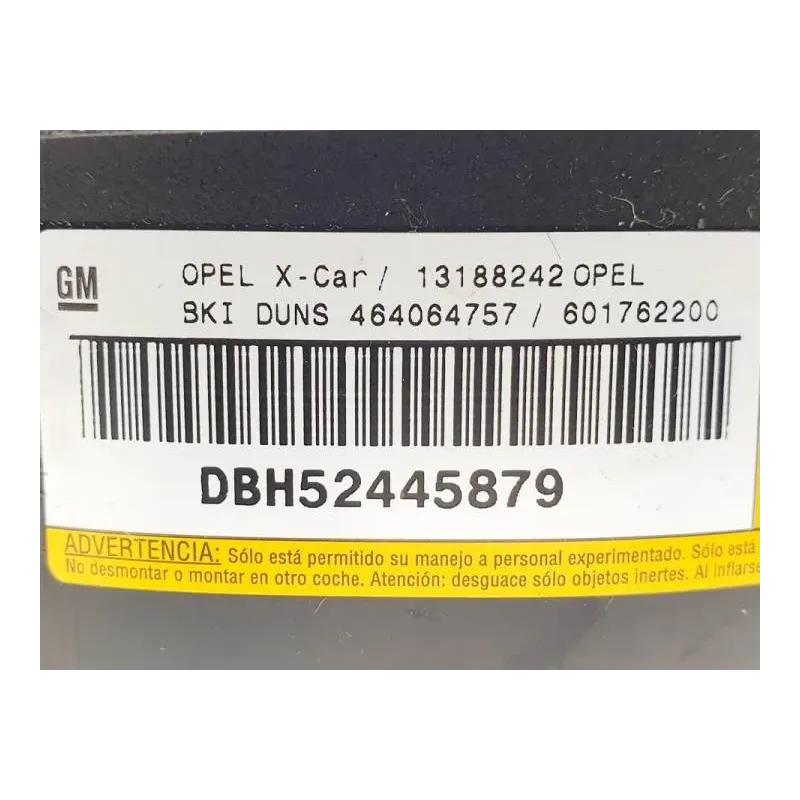 GM
OPEL X-Car / 13188242 OPEL
BKI DUNS 464064757 / 601762200
DBH52445879
ADVERTENCIA: Sólo está permitido su manejo a personal experimentado. Sólo está
No desmontar o montar en otro coche. Atención: desguace sólo objetos inertes. Al inflarse